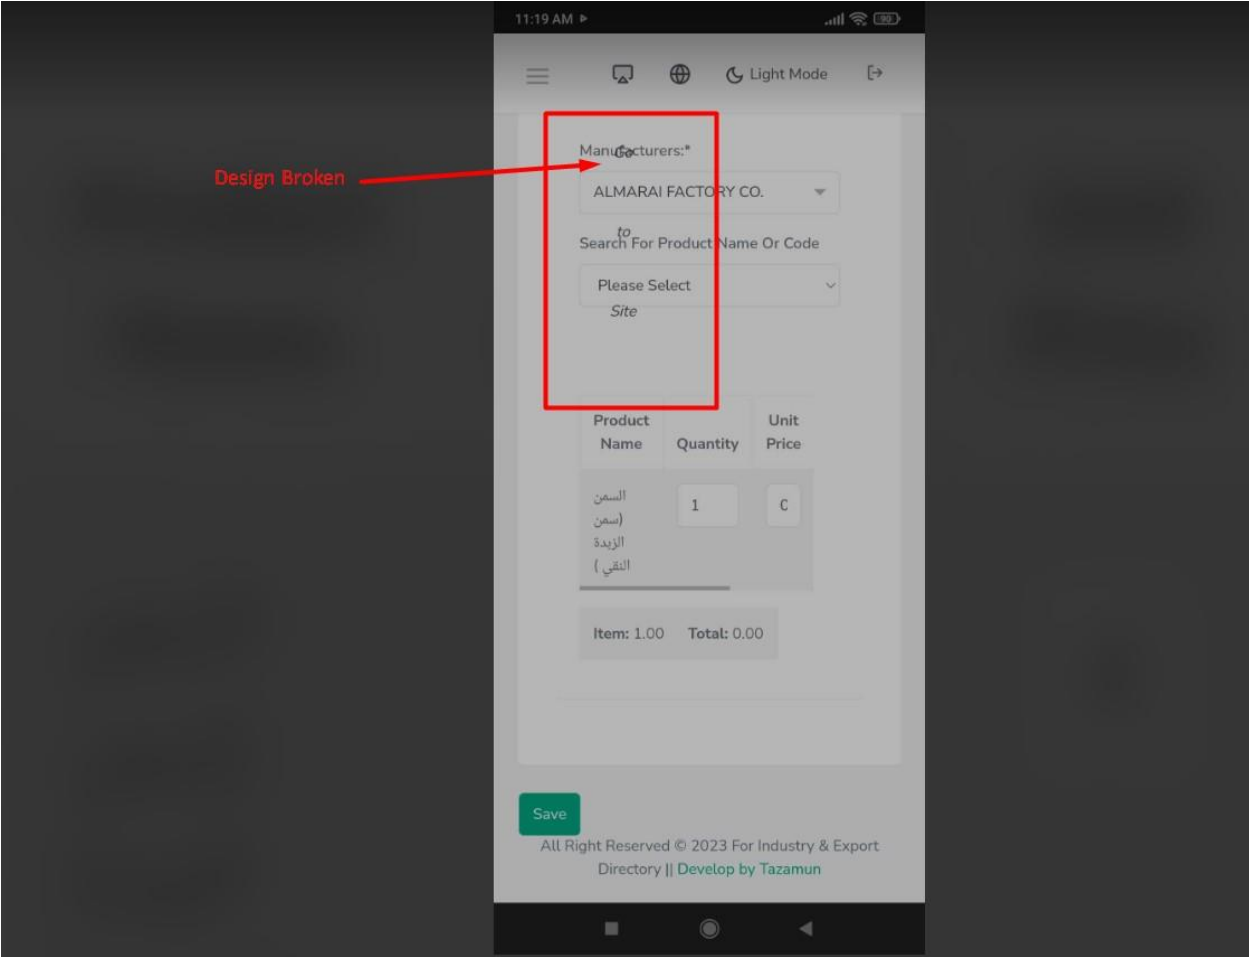 11:19 AM
90
Light Mode
Manufacturers:*
Go
Design Broken
ALMARAI FACTORY CO.
to
Search For Product Name Or Code
Please Select
Site
Product Name
Quantity
Unit Price
السمن
(سمن
الزبدة
النقي )
1
0
Item: 1.00 Total: 0.00
Save
All Right Reserved © 2023 For Industry & Export
Directory || Develop by Tazamun